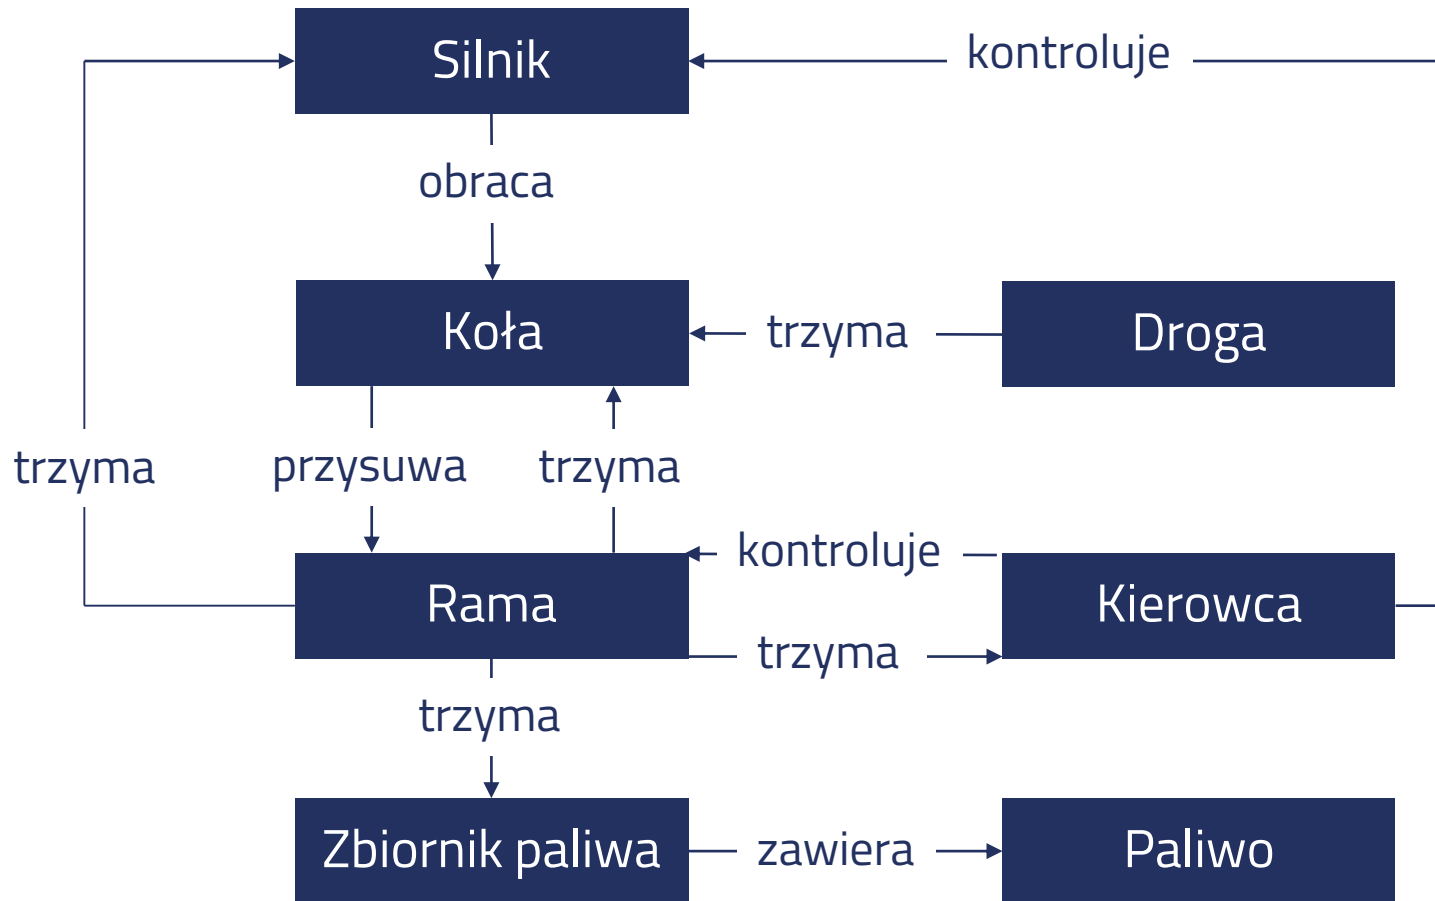 Silnik
kontroluje
obraca
Koła
trzyma
Droga
trzyma
przysuwa
trzyma
kontroluje
Rama
Kierowca
trzyma
trzyma
Zbiornik paliwa
zawiera
Paliwo